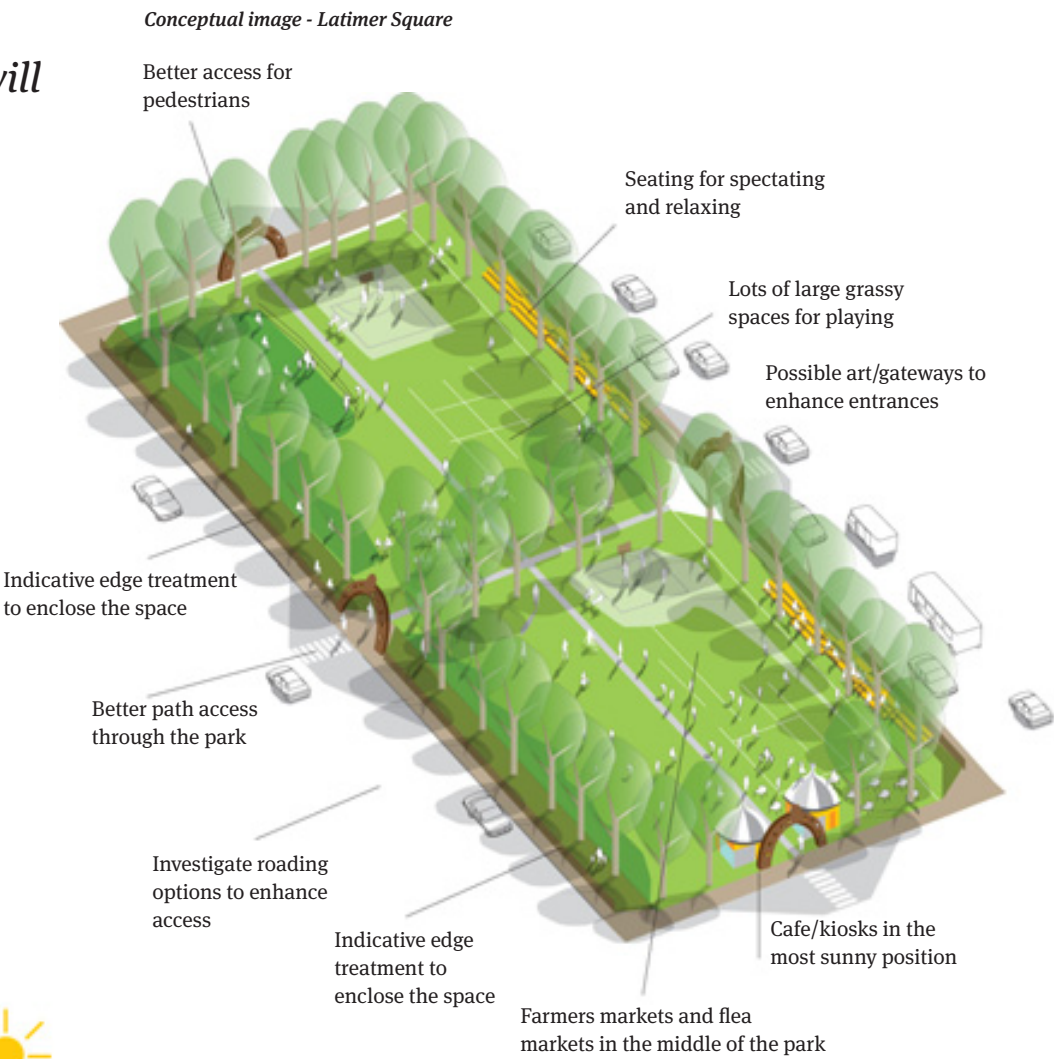 Conceptual image - Latimer Square
Better access for
pedestrians
Seating for spectating
and relaxing
Lots of large grassy
spaces for playing
Possible art/gateways to
enhance entrances
Indicative edge treatment
to enclose the space
Better path access
through the park
Investigate roading
options to enhance
access
Indicative edge
treatment to
enclose the space
Cafe/kiosks in the
most sunny position
Farmers markets and flea
markets in the middle of the park